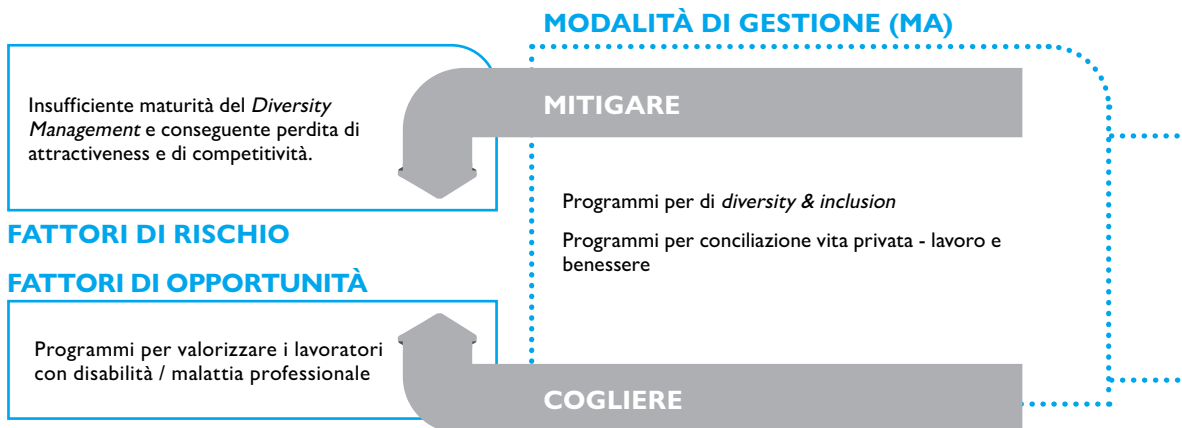 MODALITÀ DI GESTIONE (MA)
MITIGARE
Insufficiente maturità del Diversity
Management e conseguente perdita di
attractiveness e di competitività.
FATTORI DI RISCHIO
FATTORI DI OPPORTUNITÀ
Programmi per valorizzare i lavoratori
con disabilità / malattia professionale
Programmi per di diversity & inclusion
Programmi per conciliazione vita privata - lavoro e
benessere
COGLIERE